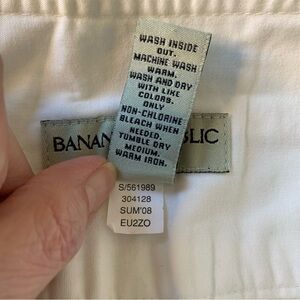 WASH INSIDE
OUT.
MACHINE WASH
WARM.
WASH AND DRY
WITH LIKE
COLORS.
ONLY
NON-CHLORINE
BLEACH WHEN
NEEDED.
TUMBLE DRY
MEDIUM.
WARM IRON.
BANAN BLIC
S/561989
304128
SUM'08
EU2ZO